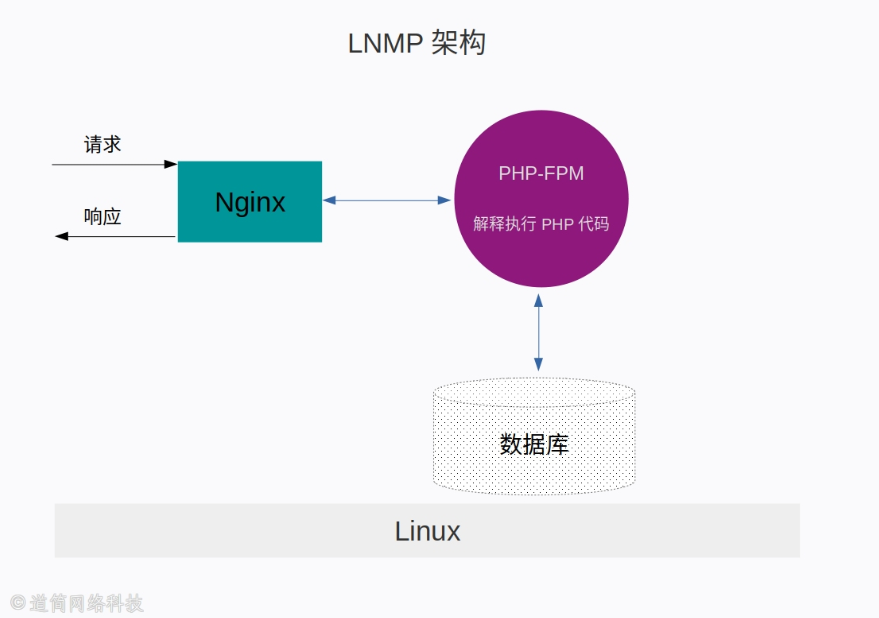 LNMP 架构
请求
响应
Nginx
PHP-FPM
解释执行 PHP 代码
数据库
Linux
© 道简网络科技